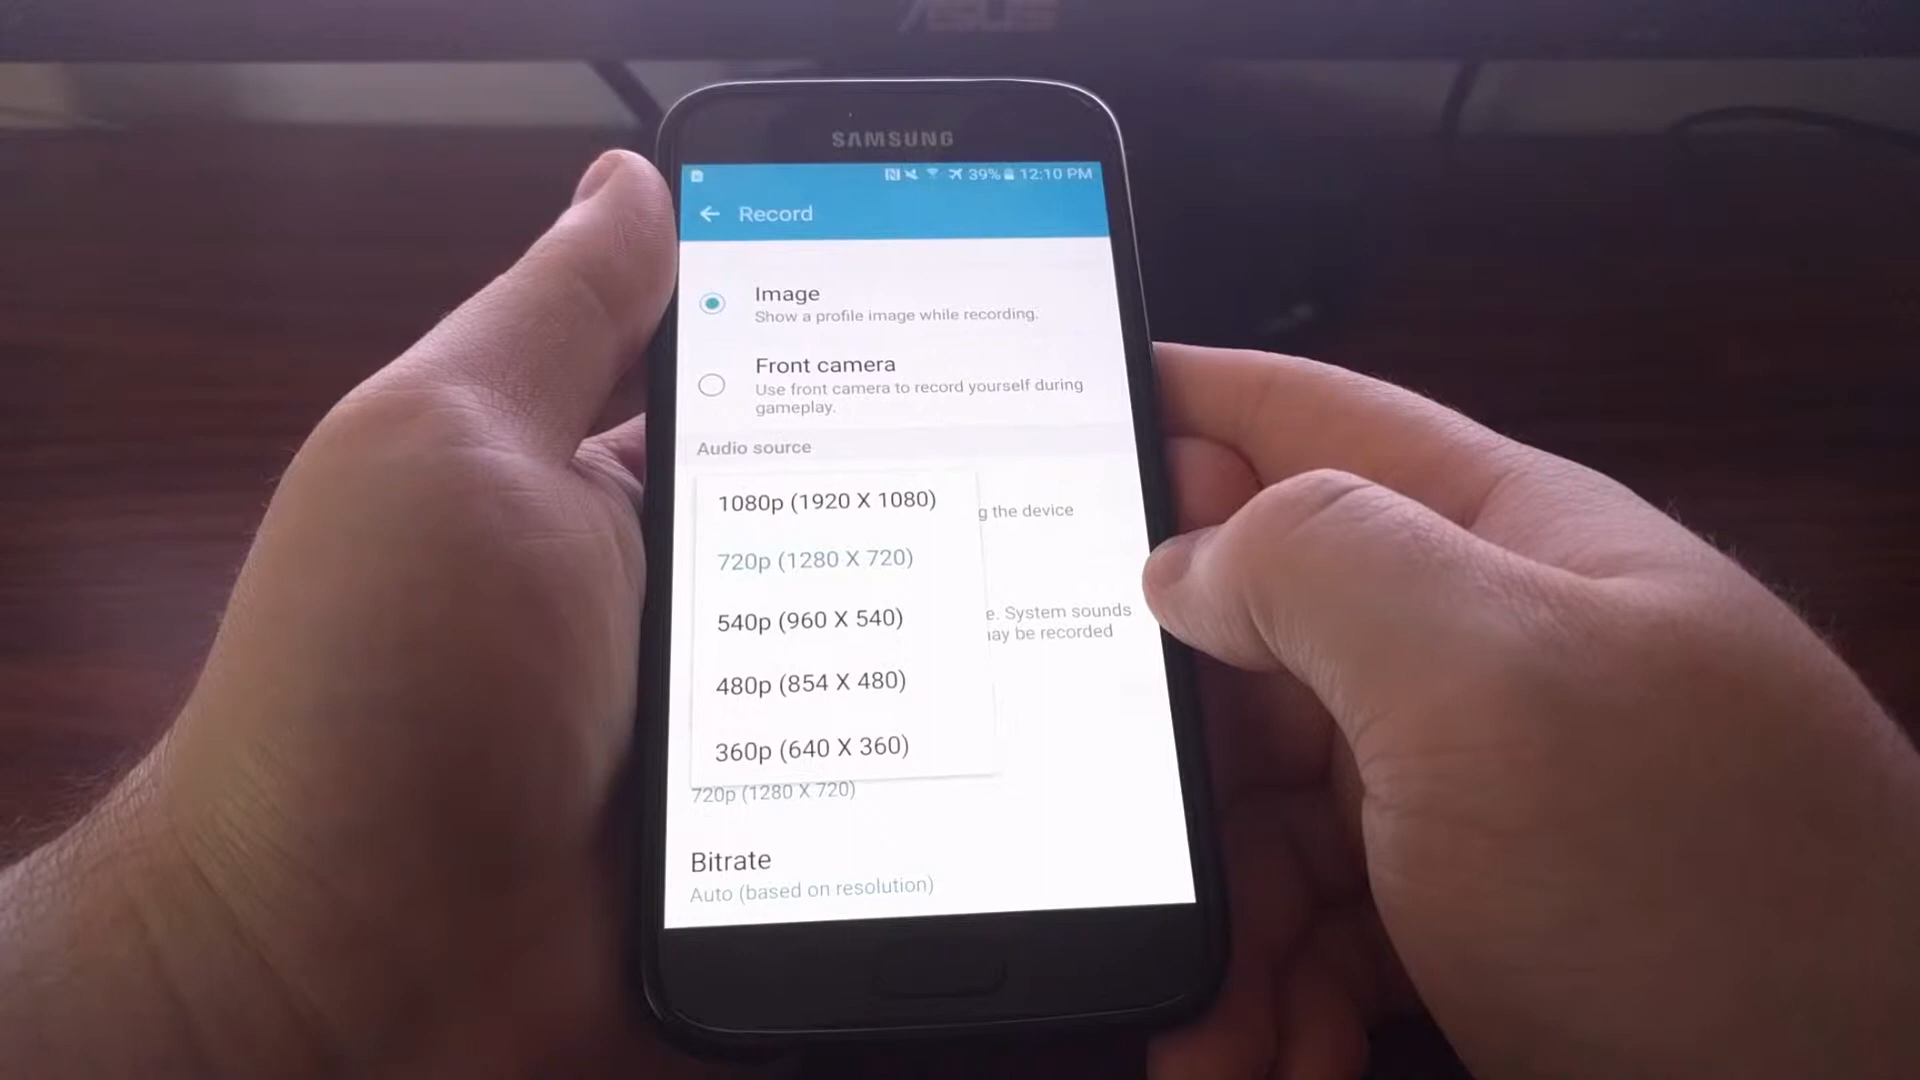 ASUS
SAMSUNG
39% 12:10 PM
Record
Image
Show a profile image while recording.
Front camera
Use front camera to record yourself during
gameplay.
Audio source
1080p (1920 X 1080)
g the device
720p (1280 X 720)
540p (960 X 540)
e. System sounds
may be recorded
480p (854 X 480)
360p (640 X 360)
720p (1280 X 720)
Bitrate
Auto (based on resolution)